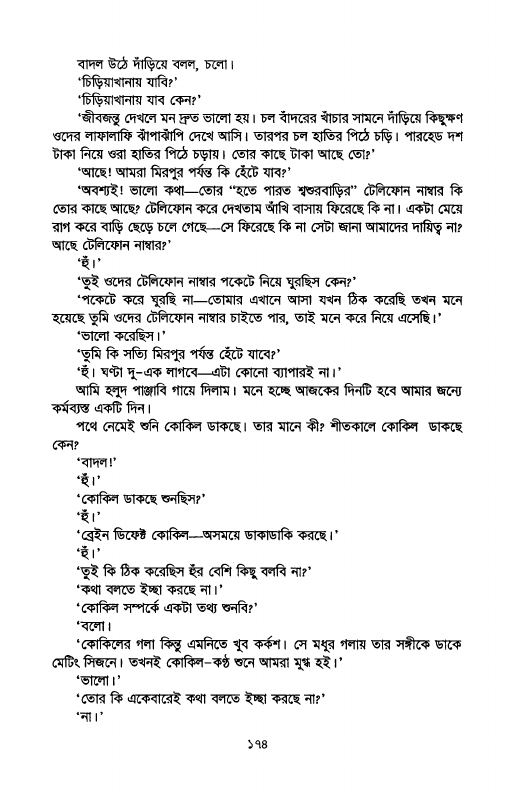 বাদল উঠে দাঁড়িয়ে বলল, চলো।
‘চিড়িয়াখানায় যাবি?’
‘চিড়িয়াখানায় যাব কেন?’
‘জীবজন্তু দেখলে মন দ্রুত ভালো হয়। চল বাঁদরের খাঁচার সামনে দাঁড়িয়ে কিছুক্ষণ
ওদের লাফালাফি ঝাঁপাঝাঁপি দেখে আসি। তারপর চল হাতির পিঠে চড়ি। পারহেড দশ
টাকা নিয়ে ওরা হাতির পিঠে চড়ায়। তোর কাছে টাকা আছে তো?’
‘আছে! আমরা মিরপুর পর্যন্ত কি হেঁটে যাব?’
‘অবশ্যই! ভালো কথা—তোর “হতে পারত শ্বশুরবাড়ির” টেলিফোন নাম্বার কি
তোর কাছে আছে? টেলিফোন করে দেখতাম আঁখি বাসায় ফিরেছে কি না। একটা মেয়ে
রাগ করে বাড়ি ছেড়ে চলে গেছে—সে ফিরেছে কি না সেটা জানা আমাদের দায়িত্ব না?
আছে টেলিফোন নাম্বার?’
‘হুঁ।’
‘তুই ওদের টেলিফোন নাম্বার পকেটে নিয়ে ঘুরছিস কেন?’
‘পকেটে করে ঘুরছি না—তোমার এখানে আসা যখন ঠিক করেছি তখন মনে
হয়েছে তুমি ওদের টেলিফোন নাম্বার চাইতে পার, তাই মনে করে নিয়ে এসেছি।’
‘ভালো করেছিস।’
‘তুমি কি সত্যি মিরপুর পর্যন্ত হেঁটে যাবে?’
‘হুঁ। ঘণ্টা দু-এক লাগবে—এটা কোনো ব্যাপারই না।’
আমি হলুদ পাঞ্জাবি গায়ে দিলাম। মনে হচ্ছে আজকের দিনটি হবে আমার জন্যে
কর্মব্যস্ত একটি দিন।
পথে নেমেই শুনি কোকিল ডাকছে। তার মানে কী? শীতকালে কোকিল ডাকছে
কেন?
‘বাদল!’
‘হুঁ।’
‘কোকিল ডাকছে শুনছিস?’
‘হুঁ।’
‘ব্রেইন ডিফেক্ট কোকিল—অসময়ে ডাকাডাকি করছে।’
‘হুঁ।’
‘তুই কি ঠিক করেছিস হুঁর বেশি কিছু বলবি না?’
‘কথা বলতে ইচ্ছা করছে না।’
‘কোকিল সম্পর্কে একটা তথ্য শুনবি?’
‘বলো।
‘কোকিলের গলা কিন্তু এমনিতে খুব কর্কশ। সে মধুর গলায় তার সঙ্গীকে ডাকে
মেটিং সিজনে। তখনই কোকিল-কণ্ঠ শুনে আমরা মুগ্ধ হই।’
‘ভালো।’
‘তোর কি একেবারেই কথা বলতে ইচ্ছা করছে না?’
‘না।’
১৭৪